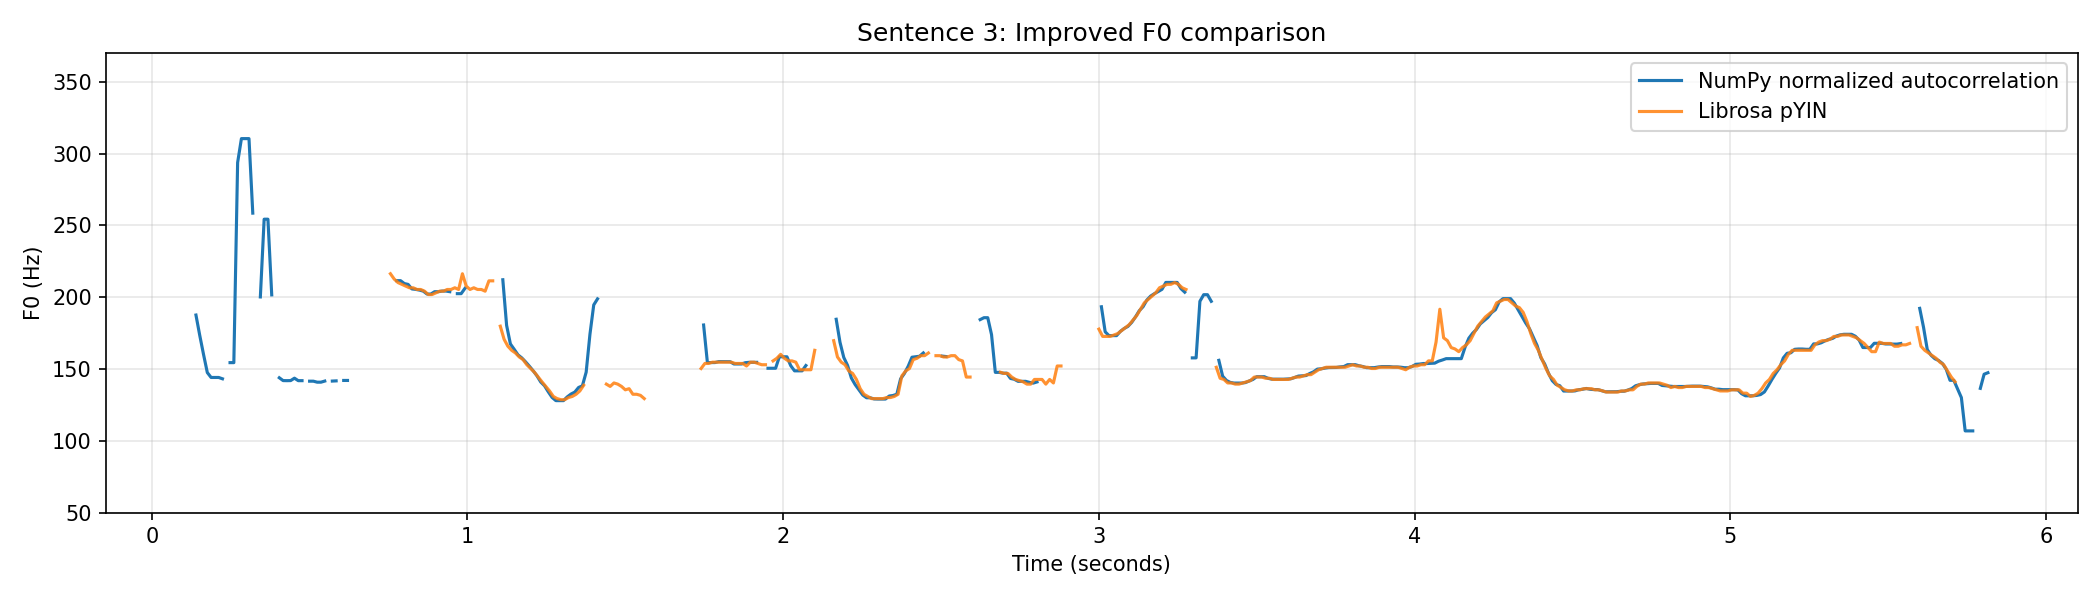 Sentence 3: Improved F0 comparison
NumPy normalized autocorrelation
Librosa pYIN
F0 (Hz)
350
300
250
200
150
100
50
0 1 2 3 4 5 6
Time (seconds)